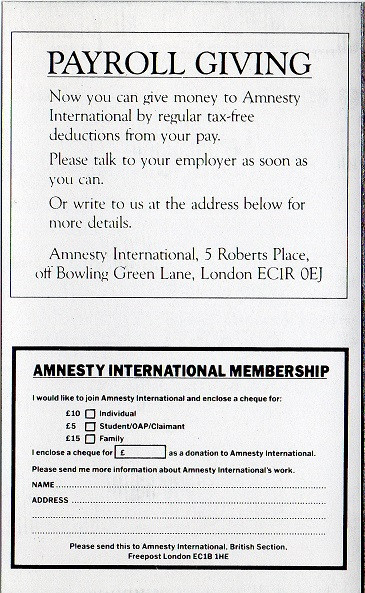 PAYROLL GIVING
Now you can give money to Amnesty
International by regular tax-free
deductions from your pay.
Please talk to your employer as soon as
you can.
Or write to us at the address below for
more details.
Amnesty International, 5 Roberts Place,
off Bowling Green Lane, London EC1R 0EJ
AMNESTY INTERNATIONAL MEMBERSHIP
I would like to join Amnesty International and enclose a cheque for:
£10 Individual
£5 Student/OAP/Claimant
£15 Family
I enclose a cheque for £ as a donation to Amnesty International.
Please send me more information about Amnesty International's work.
NAME
ADDRESS
Please send this to Amnesty International, British Section,
Freepost London EC1B 1HE